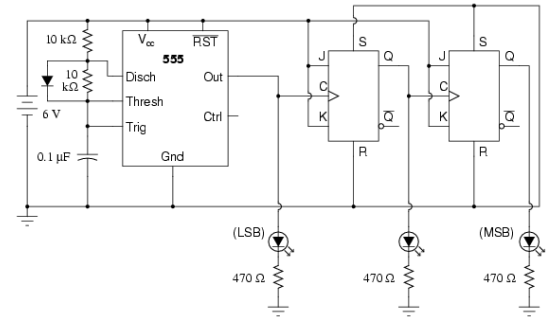 10 kΩ
V cc
RST
555
10
kΩ
Disch
Out
Thresh
Trig
Ctrl
6 V
0.1 μF
Gnd
S
J
Q
C
K
Q̅
R
S
J
Q
C
K
Q̅
R
(LSB)
(MSB)
470 Ω
470 Ω
470 Ω